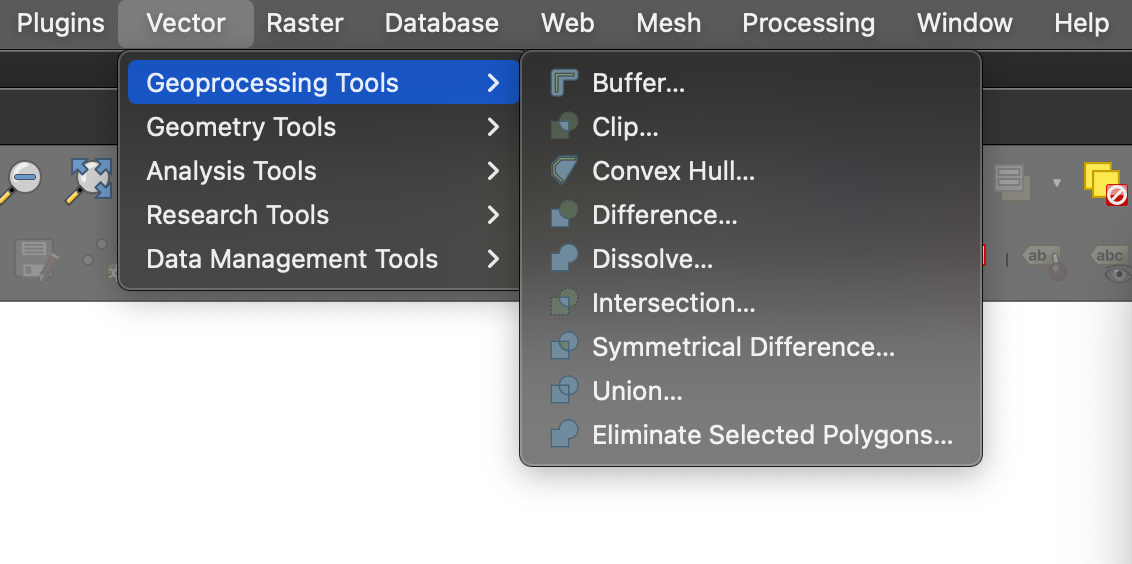 Plugins Vector Raster Database Web Mesh Processing Window Help
Geoprocessing Tools
Geometry Tools
Analysis Tools
Research Tools
Data Management Tools
Buffer...
Clip...
Convex Hull...
Difference...
Dissolve...
Intersection...
Symmetrical Difference...
Union...
Eliminate Selected Polygons...
ab
abc